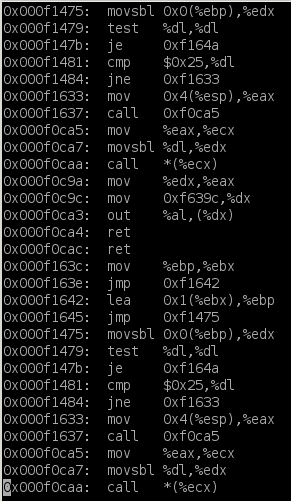 0x000f1475: movsbl 0x0(%ebp),%edx
0x000f1479: test %dl,%dl
0x000f147b: je 0xf164a
0x000f1481: cmp $0x25,%dl
0x000f1484: jne 0xf1633
0x000f1633: mov 0x4(%esp),%eax
0x000f1637: call 0xf0ca5
0x000f0ca5: mov %eax,%ecx
0x000f0ca7: movsbl %dl,%edx
0x000f0caa: call *(%ecx)
0x000f0c9a: mov %edx,%eax
0x000f0c9c: mov 0xf639c,%dx
0x000f0ca3: out %al,(%dx)
0x000f0ca4: ret
0x000f0cac: ret
0x000f163c: mov %ebp,%ebx
0x000f163e: jmp 0xf1642
0x000f1642: lea 0x1(%ebx),%ebp
0x000f1645: jmp 0xf1475
0x000f1475: movsbl 0x0(%ebp),%edx
0x000f1479: test %dl,%dl
0x000f147b: je 0xf164a
0x000f1481: cmp $0x25,%dl
0x000f1484: jne 0xf1633
0x000f1633: mov 0x4(%esp),%eax
0x000f1637: call 0xf0ca5
0x000f0ca5: mov %eax,%ecx
0x000f0ca7: movsbl %dl,%edx
0x000f0caa: call *(%ecx)